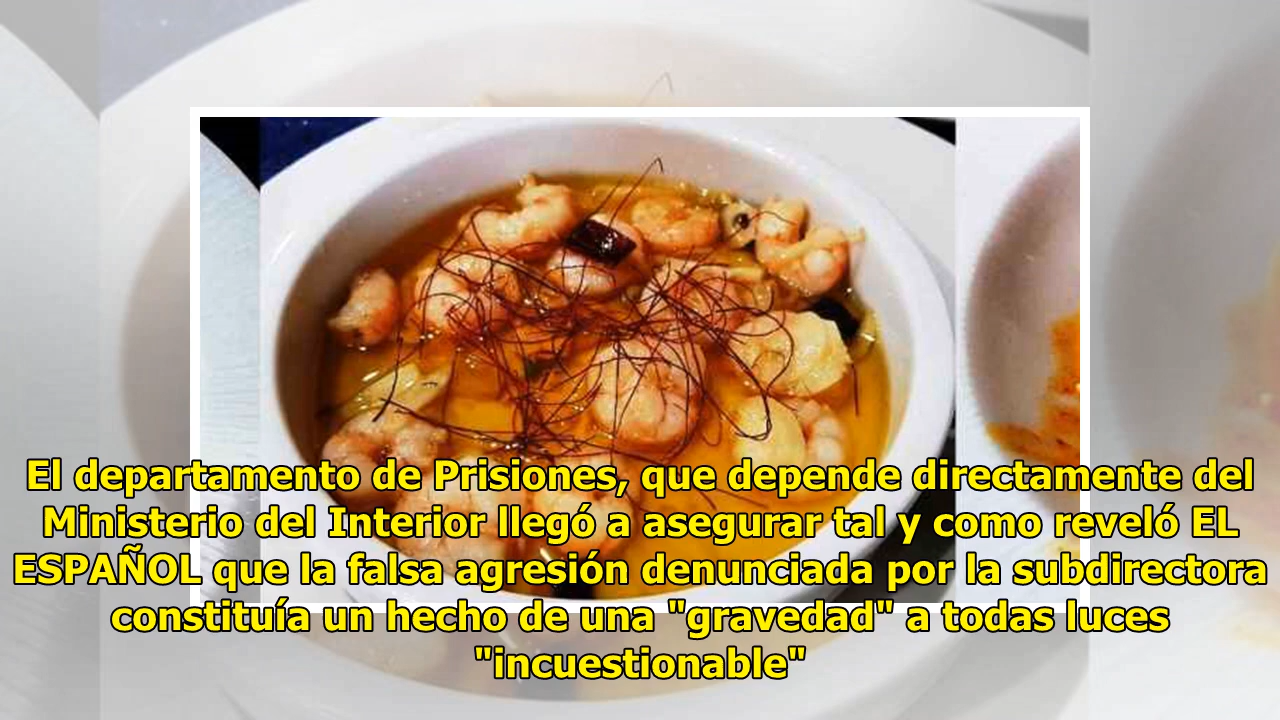 El departamento de Prisiones, que depende directamente del
Ministerio del Interior llegó a asegurar tal y como reveló EL
ESPAÑOL que la falsa agresión denunciada por la subdirectora
constituía un hecho de una "gravedad" a todas luces
"incuestionable"